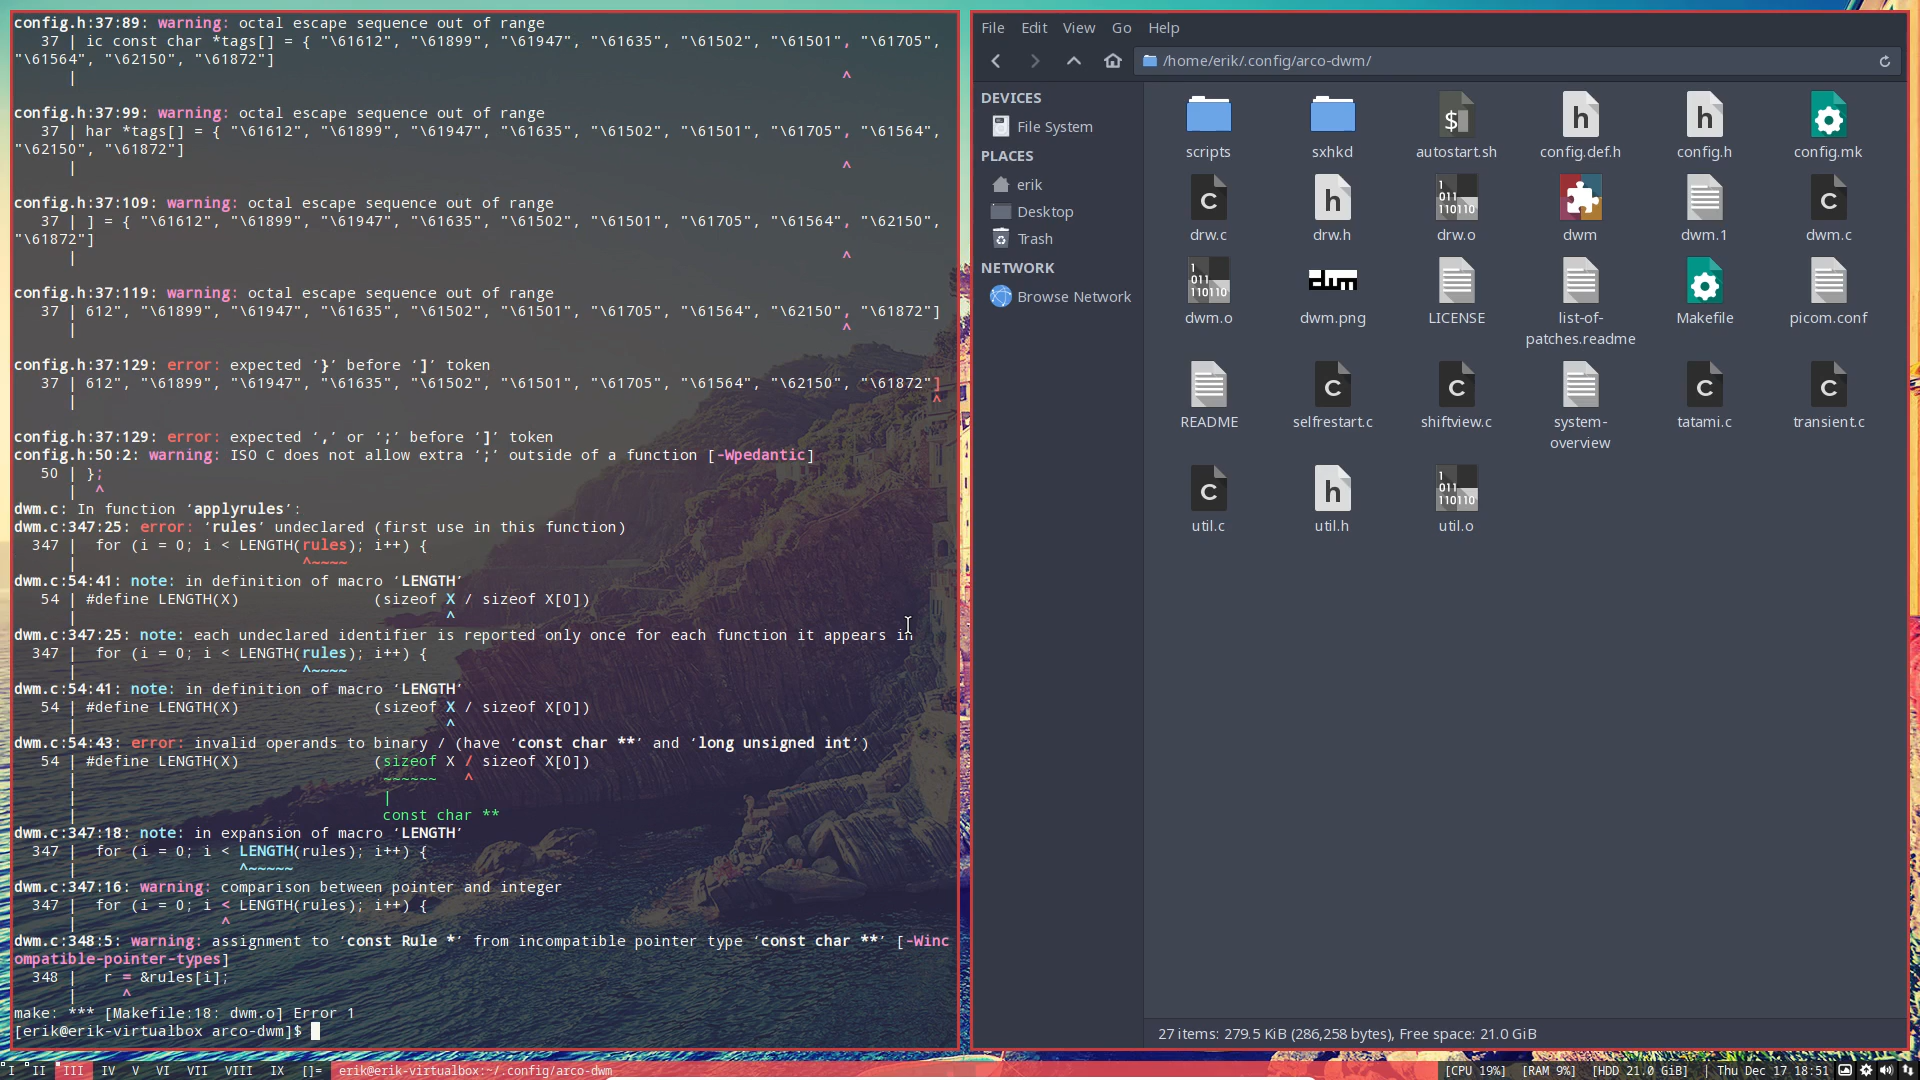 config.h:37:89: warning: octal escape sequence out of range
37 | ic const char *tags[] = { "\61612", "\61899", "\61947", "\61635", "\61502", "\61501", "\61705",
"\61564", "\62150", "\61872"]
| ^
config.h:37:99: warning: octal escape sequence out of range
37 | har *tags[] = { "\61612", "\61899", "\61947", "\61635", "\61502", "\61501", "\61705", "\61564",
"\62150", "\61872"]
| ^
config.h:37:109: warning: octal escape sequence out of range
37 | ] = { "\61612", "\61899", "\61947", "\61635", "\61502", "\61501", "\61705", "\61564", "\62150",
"\61872"]
| ^
config.h:37:119: warning: octal escape sequence out of range
37 | 612", "\61899", "\61947", "\61635", "\61502", "\61501", "\61705", "\61564", "\62150", "\61872"]
| ^
config.h:37:129: error: expected ‘}’ before ‘]’ token
37 | 612", "\61899", "\61947", "\61635", "\61502", "\61501", "\61705", "\61564", "\62150", "\61872"]
| ^
config.h:37:129: error: expected ‘,’ or ‘;’ before ‘]’ token
config.h:50:2: warning: ISO C does not allow extra ‘;’ outside of a function [-Wpedantic]
50 | };
| ^
dwm.c: In function ‘applyrules’:
dwm.c:347:25: error: ‘rules’ undeclared (first use in this function)
347 | for (i = 0; i < LENGTH(rules); i++) {
| ^~~~~
dwm.c:54:41: note: in definition of macro ‘LENGTH’
54 | #define LENGTH(X) (sizeof X / sizeof X[0])
| ^
dwm.c:347:25: note: each undeclared identifier is reported only once for each function it appears in
347 | for (i = 0; i < LENGTH(rules); i++) {
| ^~~~~
dwm.c:54:41: note: in definition of macro ‘LENGTH’
54 | #define LENGTH(X) (sizeof X / sizeof X[0])
| ^
dwm.c:54:43: error: invalid operands to binary / (have ‘const char **’ and ‘long unsigned int’)
54 | #define LENGTH(X) (sizeof X / sizeof X[0])
| ~~~~~~ ^
| |
| const char **
dwm.c:347:18: note: in expansion of macro ‘LENGTH’
347 | for (i = 0; i < LENGTH(rules); i++) {
| ^~~~~~
dwm.c:347:16: warning: comparison between pointer and integer
347 | for (i = 0; i < LENGTH(rules); i++) {
| ^
dwm.c:348:5: warning: assignment to ‘const Rule *’ from incompatible pointer type ‘const char **’ [-Winc
ompatible-pointer-types]
348 | r = &rules[i];
| ^
make: *** [Makefile:18: dwm.o] Error 1
[erik@erik-virtualbox arco-dwm]$
File Edit View Go Help
/home/erik/.config/arco-dwm/
DEVICES
File System
PLACES
erik
Desktop
Trash
NETWORK
Browse Network
scripts sxhkd autostart.sh config.def.h config.h config.mk
drw.c drw.h drw.o dwm dwm.1 dwm.c
dwm.o dwm.png LICENSE list-of-patches.readme Makefile picom.conf
README selfrestart.c shiftview.c system-overview tatami.c transient.c
util.c util.h util.o
27 items: 279.5 KiB (286,258 bytes), Free space: 21.0 GiB
I II III IV V VI VII VIII IX []= erik@erik-virtualbox:~/.config/arco-dwm [CPU 19%] [RAM 9%] [HDD 21.0 GiB] | Thu Dec 17 18:51